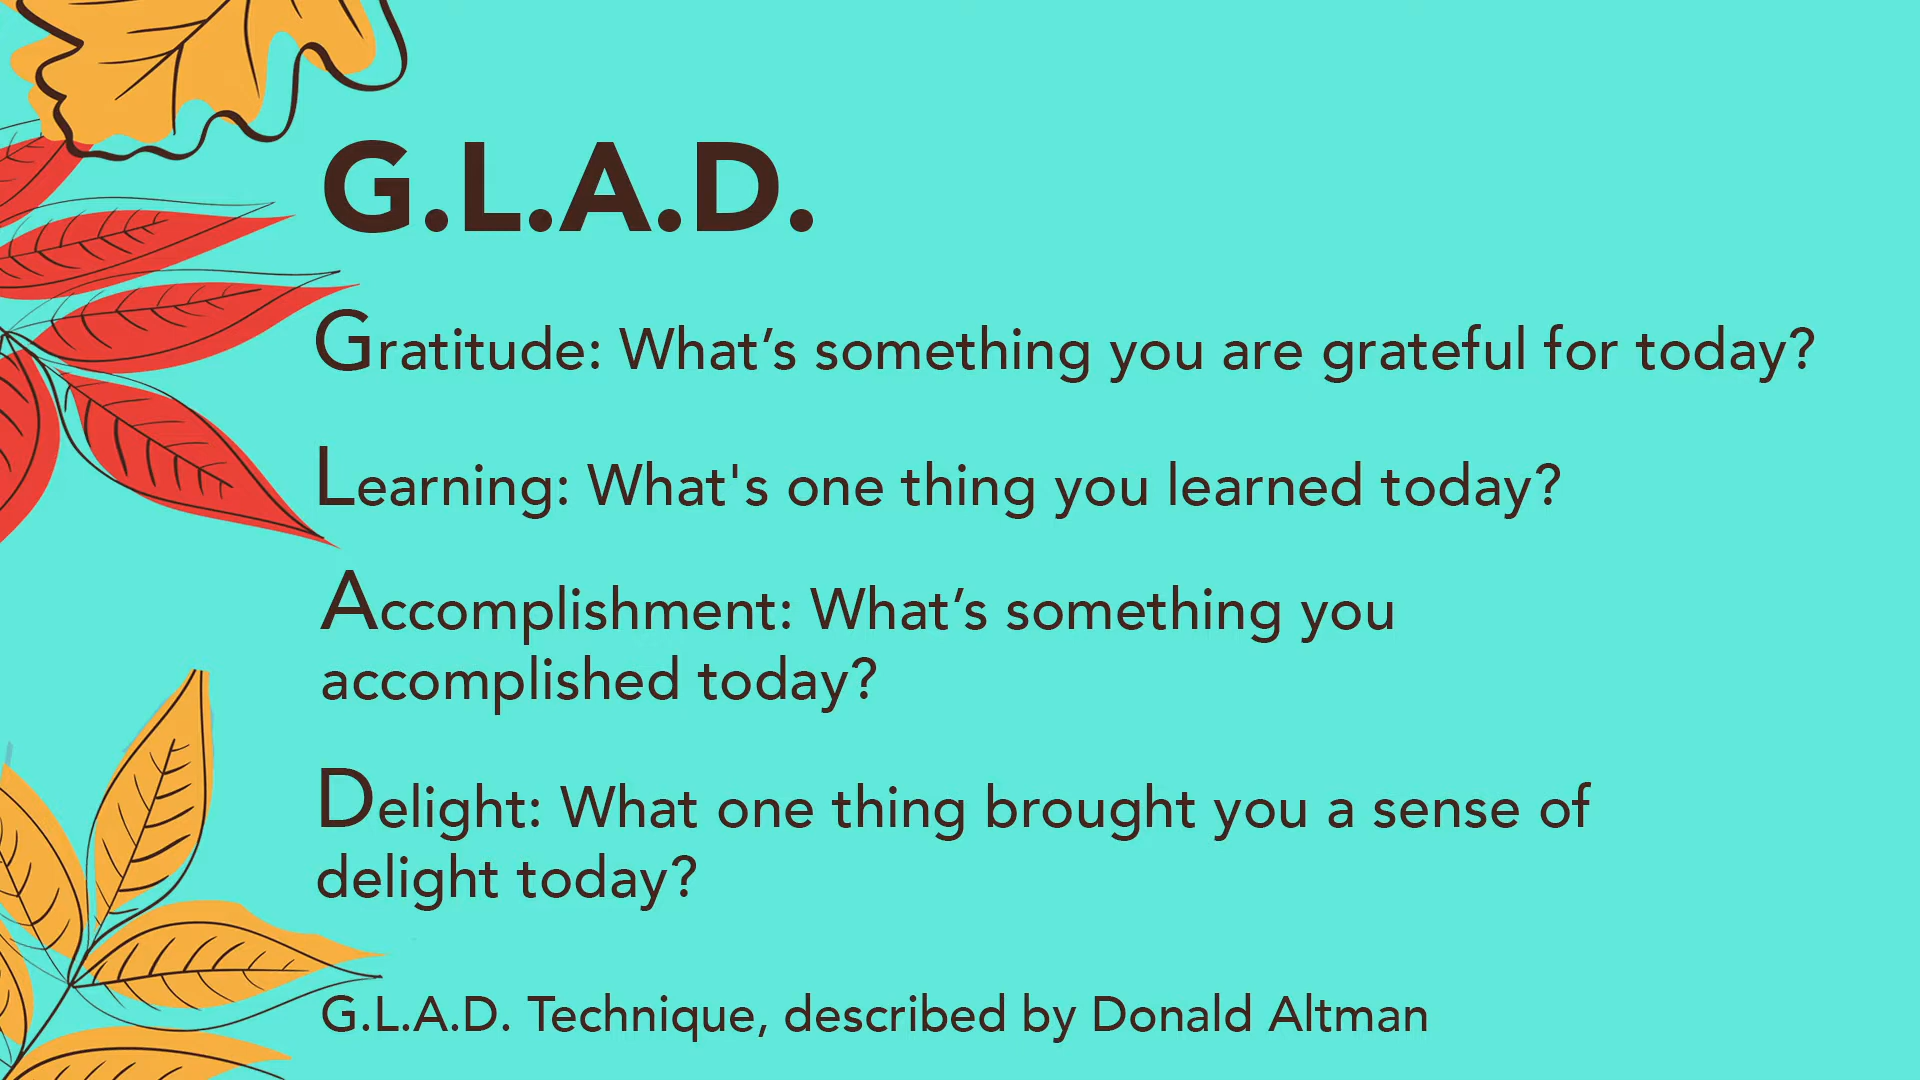 G.L.A.D.
Gratitude: What’s something you are grateful for today?
Learning: What's one thing you learned today?
Accomplishment: What’s something you
accomplished today?
Delight: What one thing brought you a sense of
delight today?
G.L.A.D. Technique, described by Donald Altman